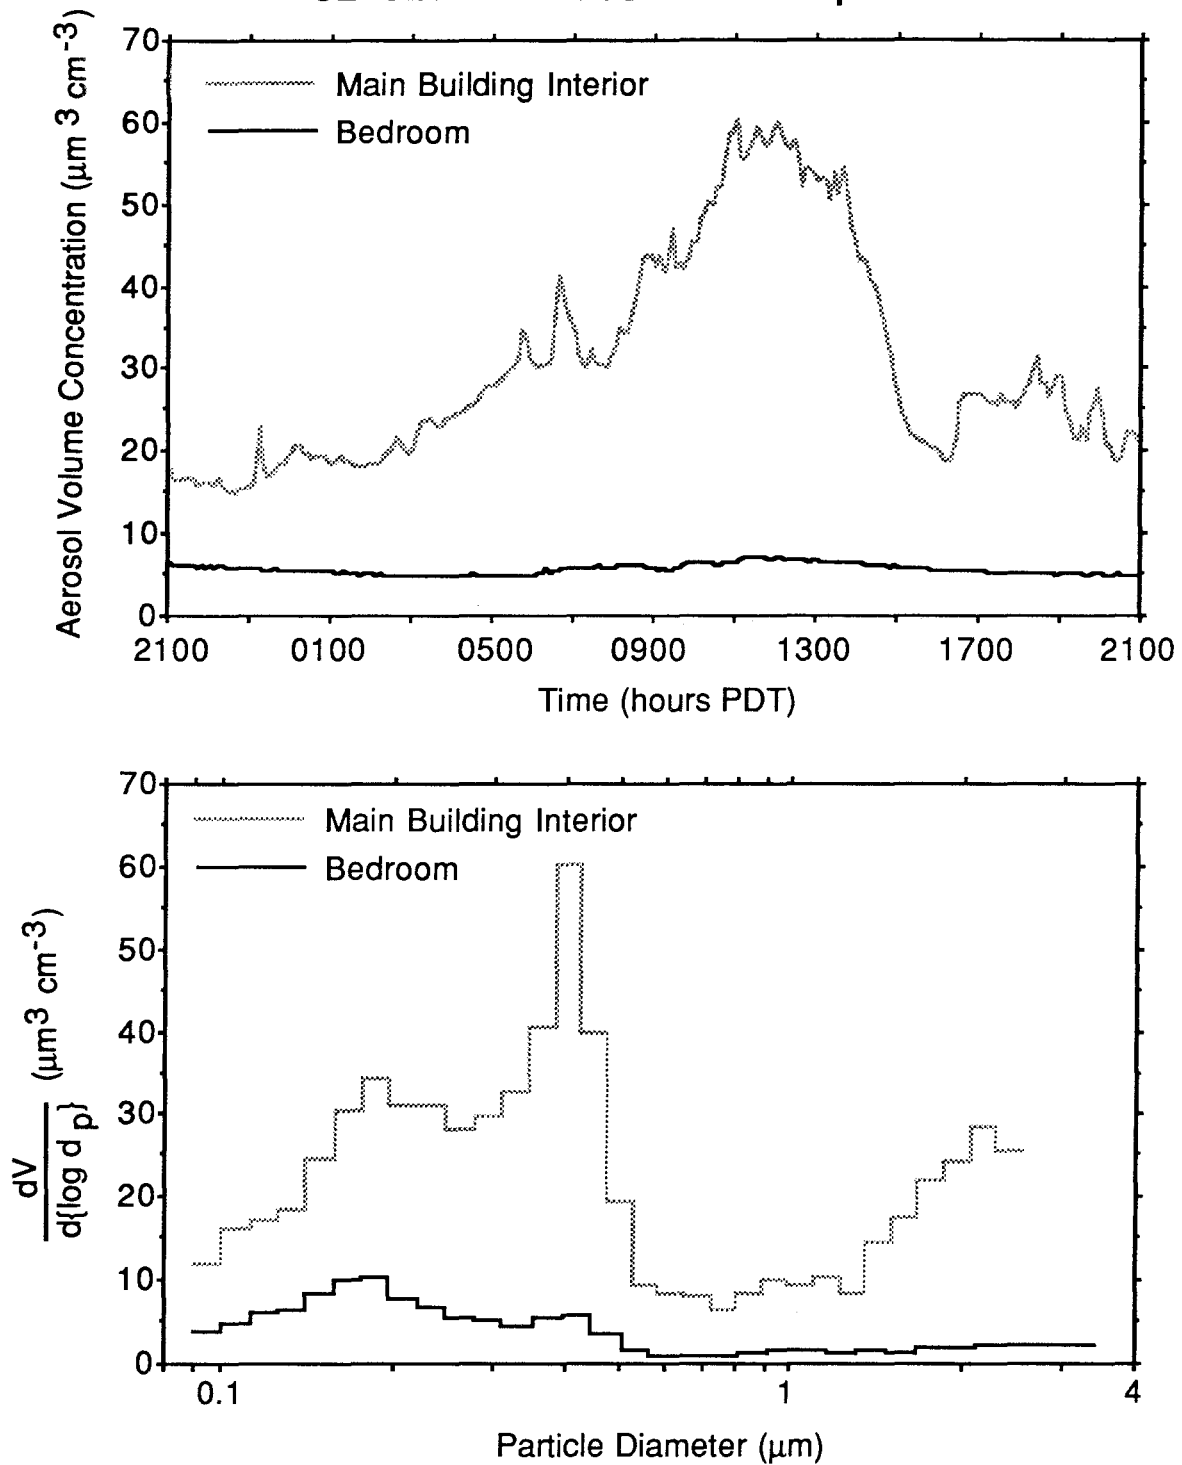 70
60
50
40
30
20
10
0
Aerosol Volume Concentration (μm 3 cm-3)
Main Building Interior
Bedroom
2100 0100 0500 0900 1300 1700 2100
Time (hours PDT)
70
60
50
40
30
20
10
0
dV
d{log d p}
(μm3 cm-3)
Main Building Interior
Bedroom
0.1 1 4
Particle Diameter (μm)